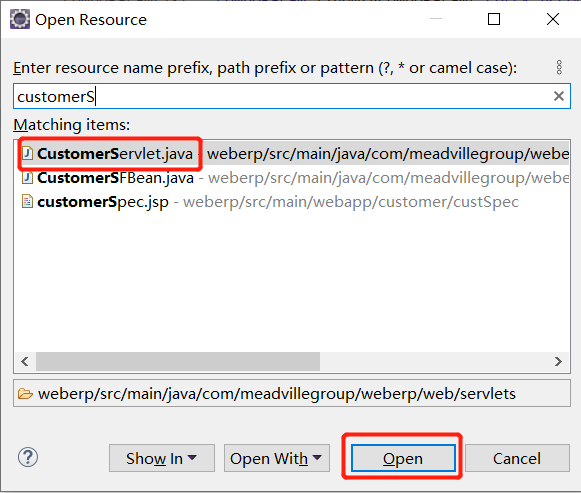 Open Resource
Enter resource name prefix, path prefix or pattern (?, * or camel case):
customerS
Matching items:
CustomerServlet.java - weberp/src/main/java/com/meadvillegroup/webe
CustomerSFBean.java - weberp/src/main/java/com/meadvillegroup/webe
customerSpec.jsp - weberp/src/main/webapp/customer/custSpec
weberp/src/main/java/com/meadvillegroup/weberp/web/servlets
Show In Open With Open Cancel